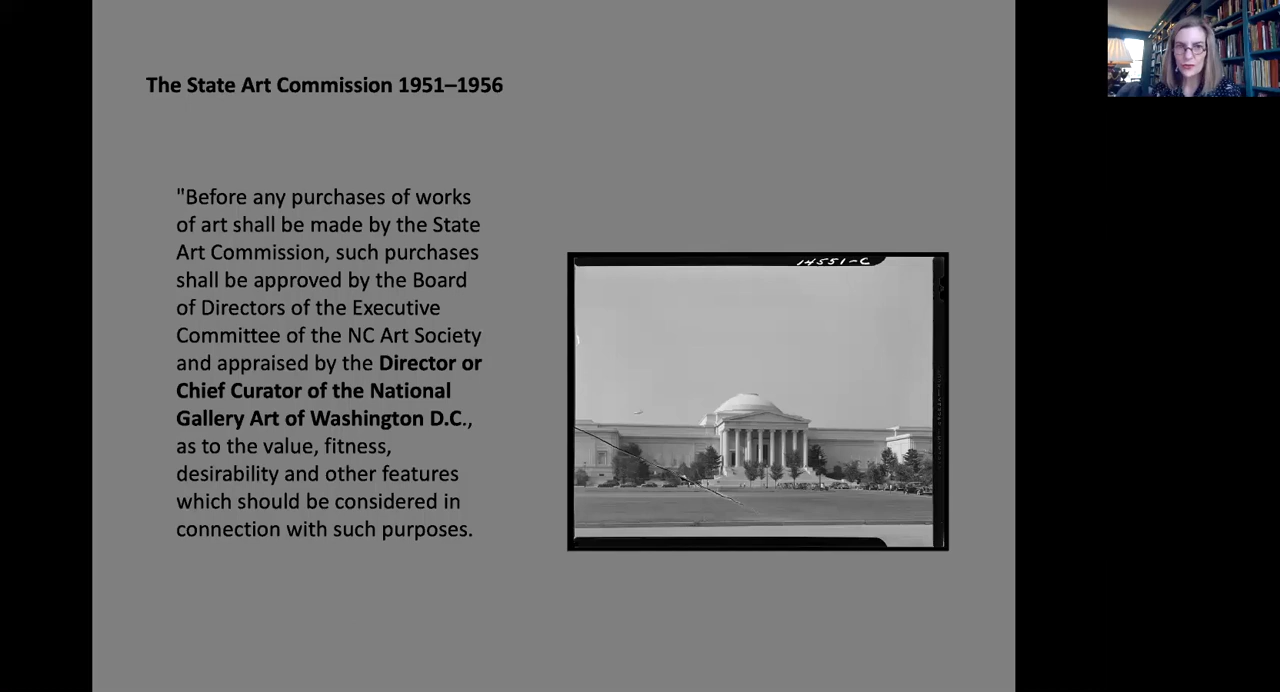 The State Art Commission 1951–1956
"Before any purchases of works
of art shall be made by the State
Art Commission, such purchases
shall be approved by the Board
of Directors of the Executive
Committee of the NC Art Society
and appraised by the Director or
Chief Curator of the National
Gallery Art of Washington D.C.,
as to the value, fitness,
desirability and other features
which should be considered in
connection with such purposes.
14551-C